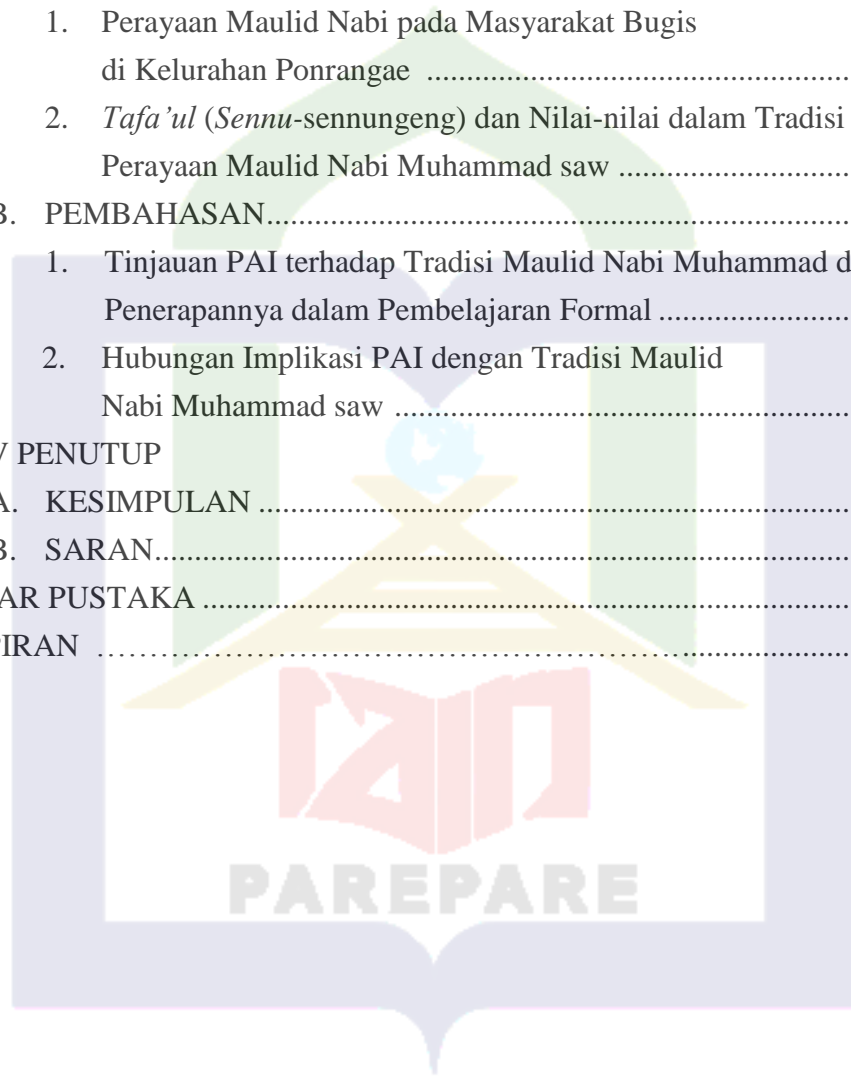 1. Perayaan Maulid Nabi pada Masyarakat Bugis
di Kelurahan Ponrangae ......................................................
2. Tafa’ul (Sennu-sennungeng) dan Nilai-nilai dalam Tradisi
Perayaan Maulid Nabi Muhammad saw ..............................
B. PEMBAHASAN..........................................................................
1. Tinjauan PAI terhadap Tradisi Maulid Nabi Muhammad d
Penerapannya dalam Pembelajaran Formal .........................
2. Hubungan Implikasi PAI dengan Tradisi Maulid
Nabi Muhammad saw ..........................................................
V PENUTUP
A. KESIMPULAN ...........................................................................
B. SARAN........................................................................................
AR PUSTAKA ..................................................................................
PIRAN ………………………………………………....................
iain
PAREPARE